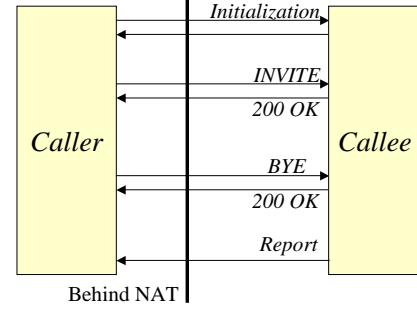 Initialization
INVITE
200 OK
Caller
Callee
BYE
200 OK
Report
Behind NAT